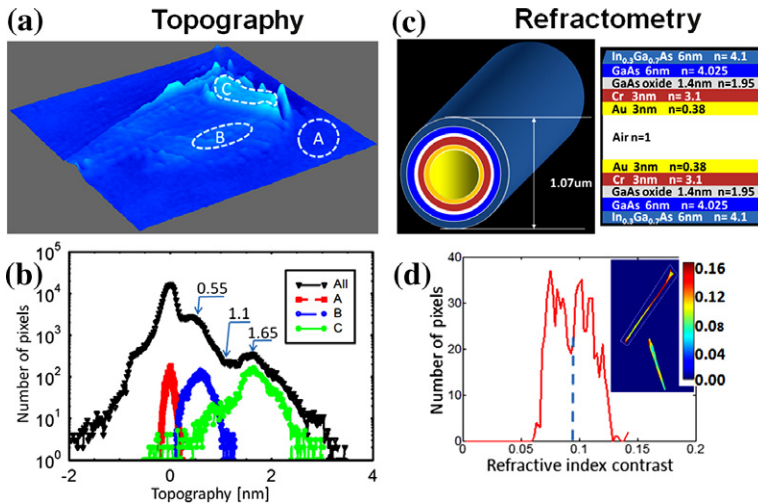 (a) Topography
C
B
A
(b)
Number of pixels
10^5
10^4
10^3
10^2
10^1
10^0
0.55
1.1
1.65
All
A
B
C
-2 0 2 4
Topography [nm]
(c) Refractometry
1.07um
In0.3Ga0.7As 6nm n= 4.1
GaAs 6nm n= 4.025
GaAs oxide 1.4nm n=1.95
Cr 3nm n= 3.1
Au 3nm n=0.38
Air n=1
Au 3nm n=0.38
Cr 3nm n= 3.1
GaAs oxide 1.4nm n=1.95
GaAs 6nm n= 4.025
In0.3Ga0.7As 6nm n= 4.1
(d)
Number of pixels
40
30
20
10
0
0.16
0.12
0.08
0.04
0.00
0 0.05 0.1 0.15 0.2
Refractive index contrast